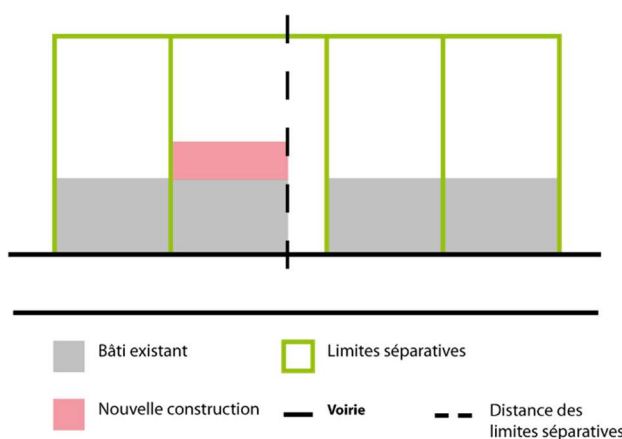 Bâti existant
Limites séparatives
Nouvelle construction
Voirie
Distance des
limites séparatives